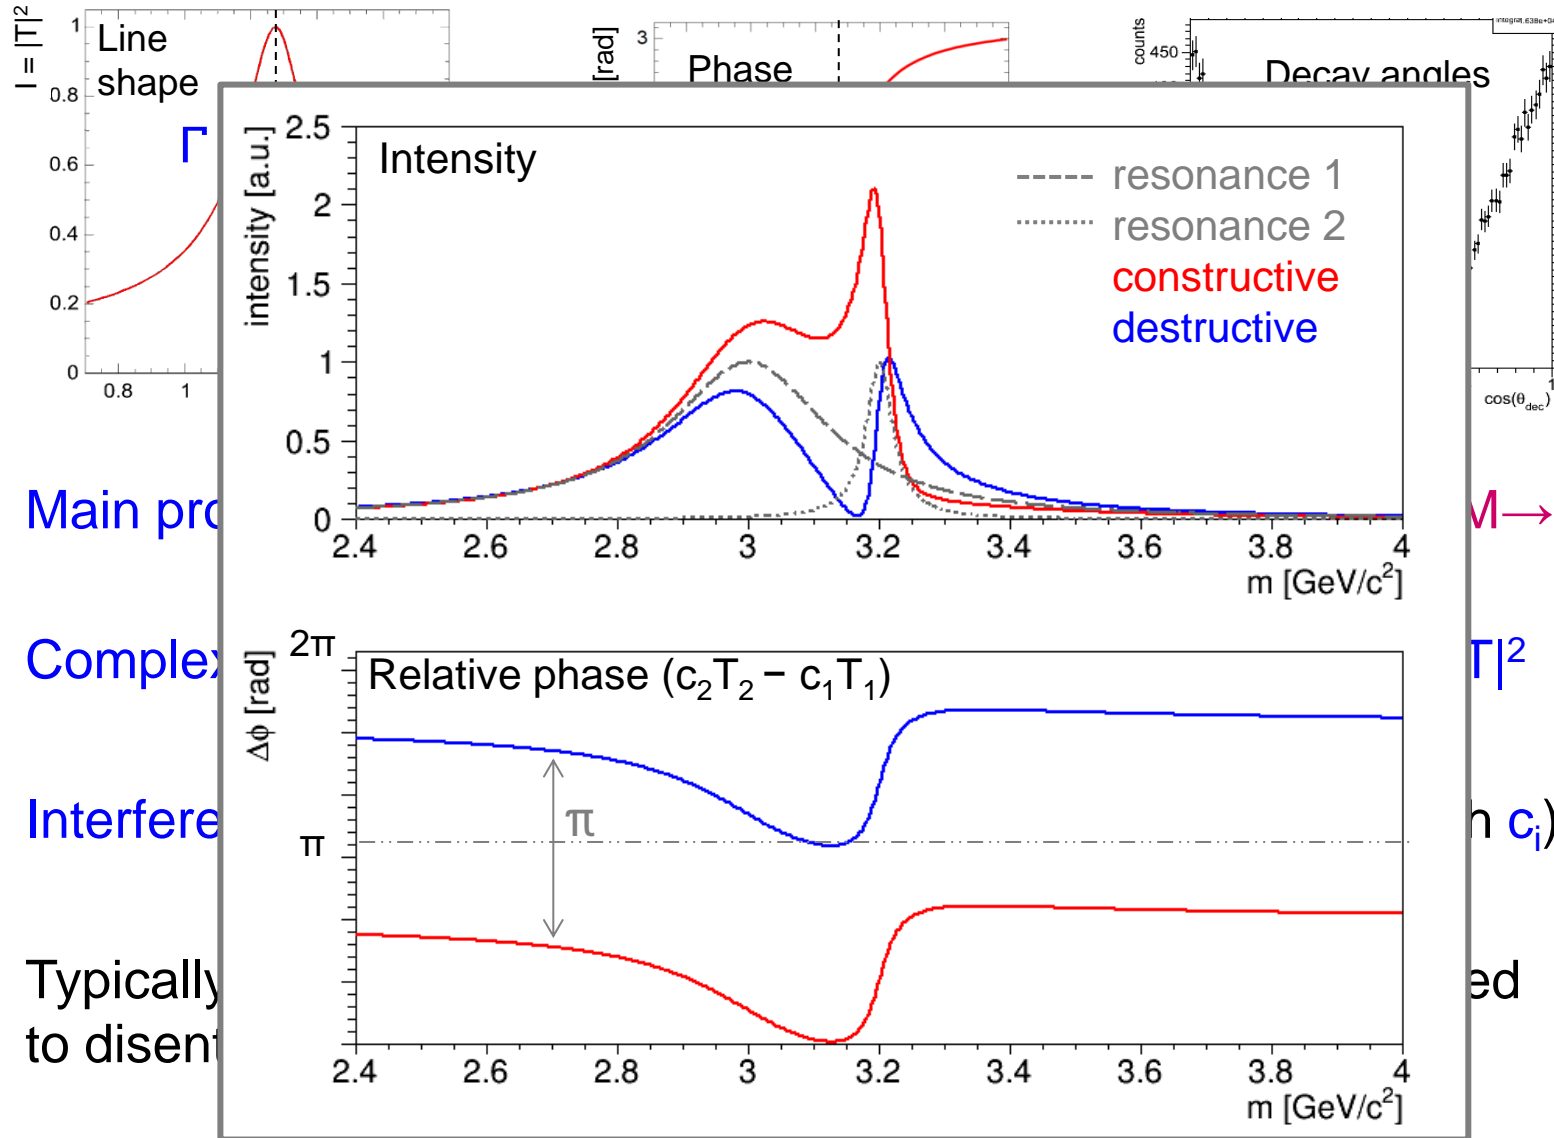 I = |T|²
Line
shape
Γ
1
0.8
0.6
0.4
0.2
0
0.8 1
[rad]
3
Phase
counts
450
Decay angles
cos(θ_dec)
1
Intensity
intensity [a.u.]
2.5
2
1.5
1
0.5
0
resonance 1
resonance 2
constructive
destructive
2.4 2.6 2.8 3 3.2 3.4 3.6 3.8 4
m [GeV/c²]
Main
M→
Relative phase (c₂T₂ − c₁T₁)
Δϕ [rad]
2π
π
π
2.4 2.6 2.8 3 3.2 3.4 3.6 3.8 4
m [GeV/c²]
T|²
cᵢ)
Typically
ed
to